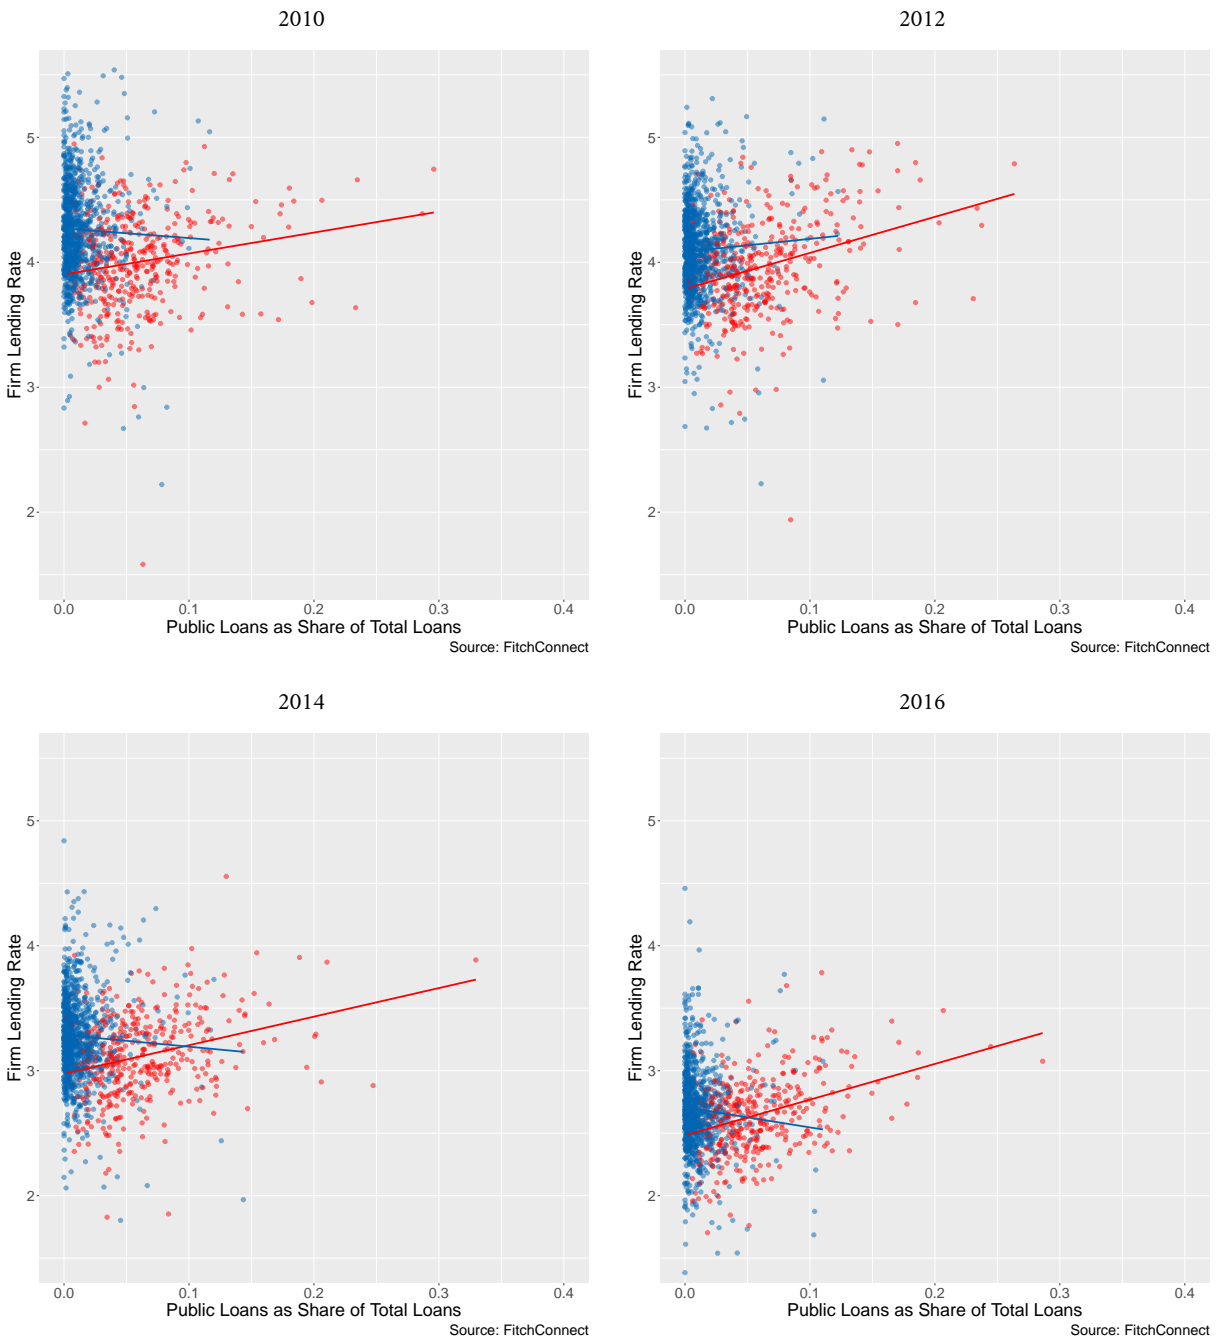 2010
2012
5
4
3
2
Firm Lending Rate
0.0 0.1 0.2 0.3 0.4
Public Loans as Share of Total Loans
Source: FitchConnect
5
4
3
2
Firm Lending Rate
0.0 0.1 0.2 0.3 0.4
Public Loans as Share of Total Loans
Source: FitchConnect
2014
2016
5
4
3
2
Firm Lending Rate
0.0 0.1 0.2 0.3 0.4
Public Loans as Share of Total Loans
Source: FitchConnect
5
4
3
2
Firm Lending Rate
0.0 0.1 0.2 0.3 0.4
Public Loans as Share of Total Loans
Source: FitchConnect